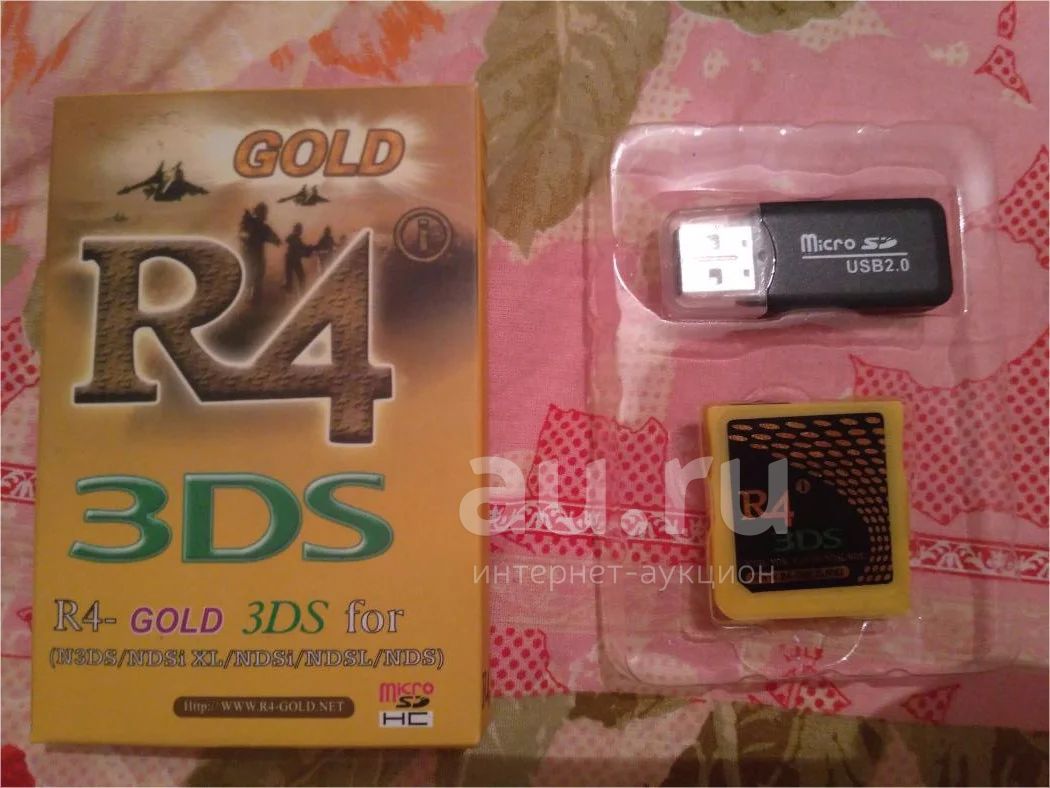 GOLD
R4
i
3DS
R4- GOLD 3DS for
(N3DS/NDSi XL/NDSi/NDSL/NDS)
Http://WWW.R4-GOLD.NET
micro
SD
HC
Micro SD
USB2.0
R4 i
3DS
au.ru
интернет-аукцион